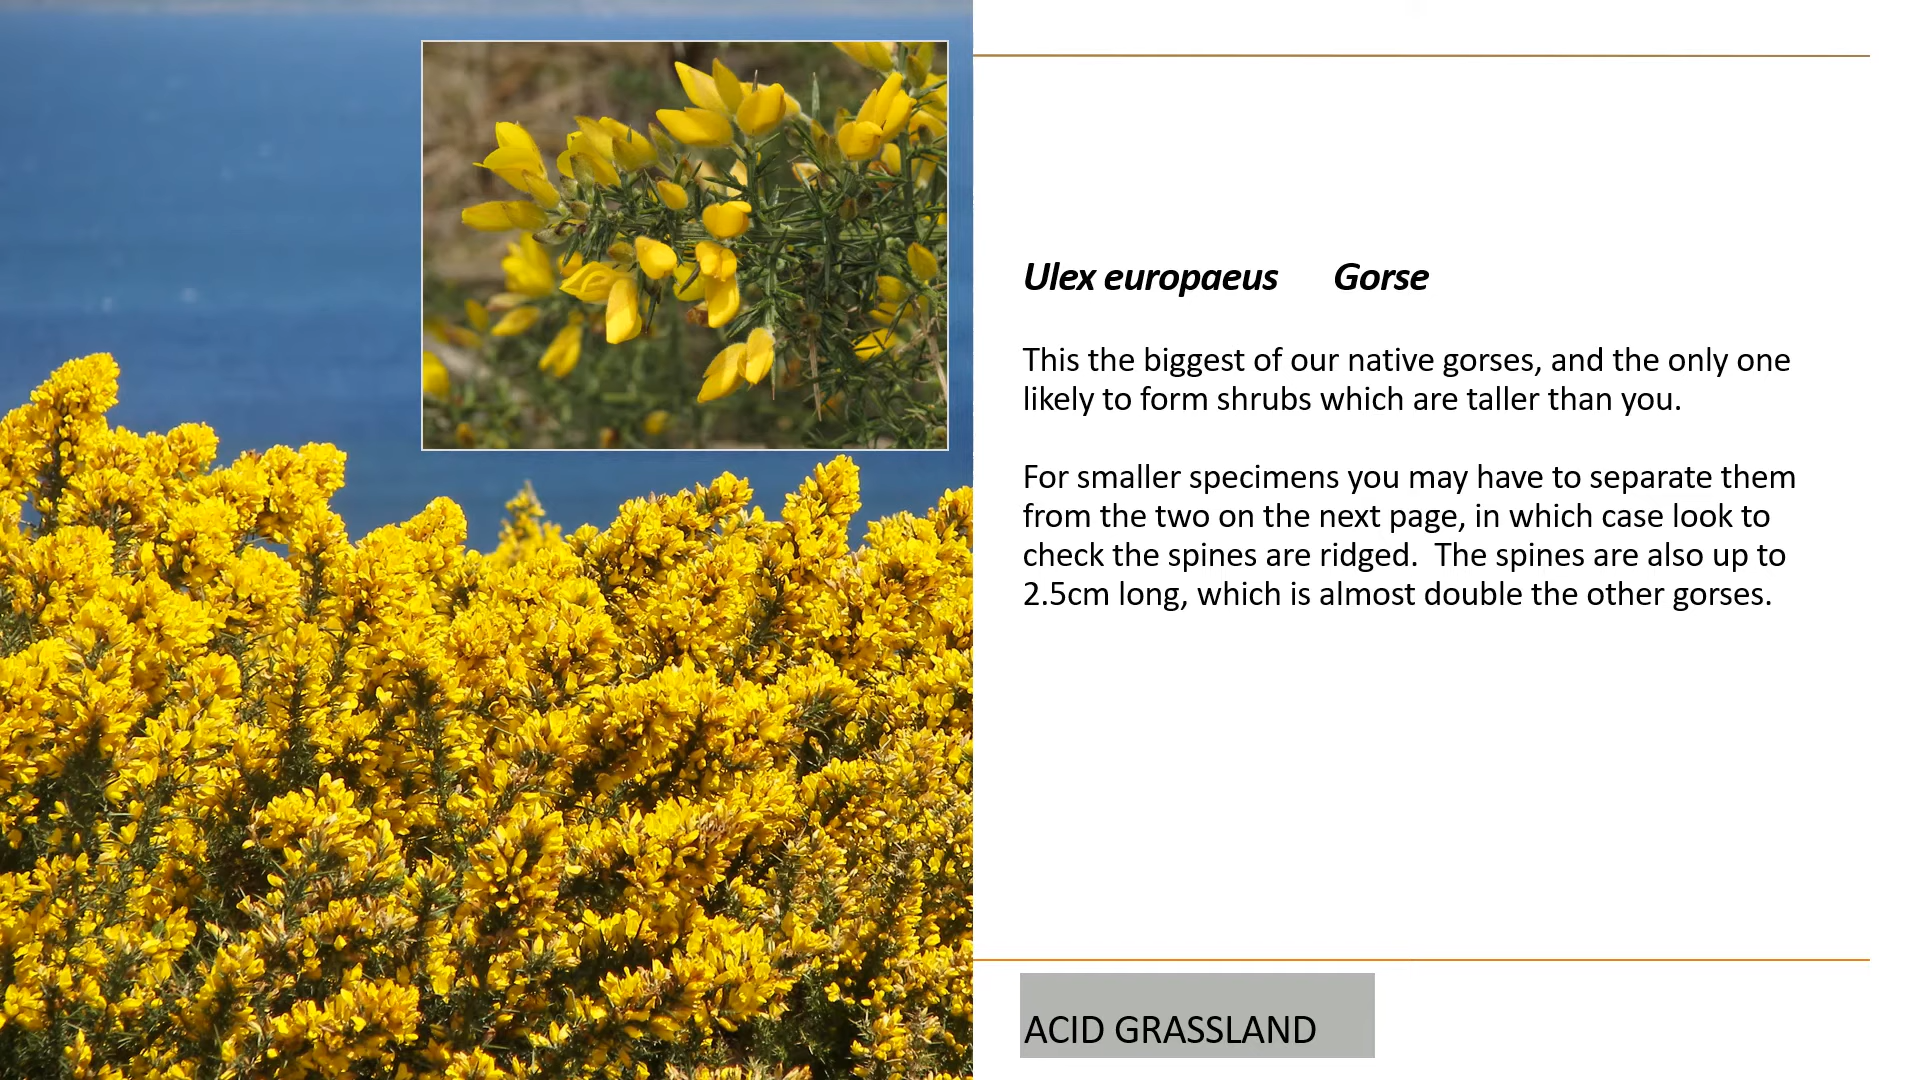 Ulex europaeus Gorse
This the biggest of our native gorses, and the only one
likely to form shrubs which are taller than you.
For smaller specimens you may have to separate them
from the two on the next page, in which case look to
check the spines are ridged. The spines are also up to
2.5cm long, which is almost double the other gorses.
ACID GRASSLAND